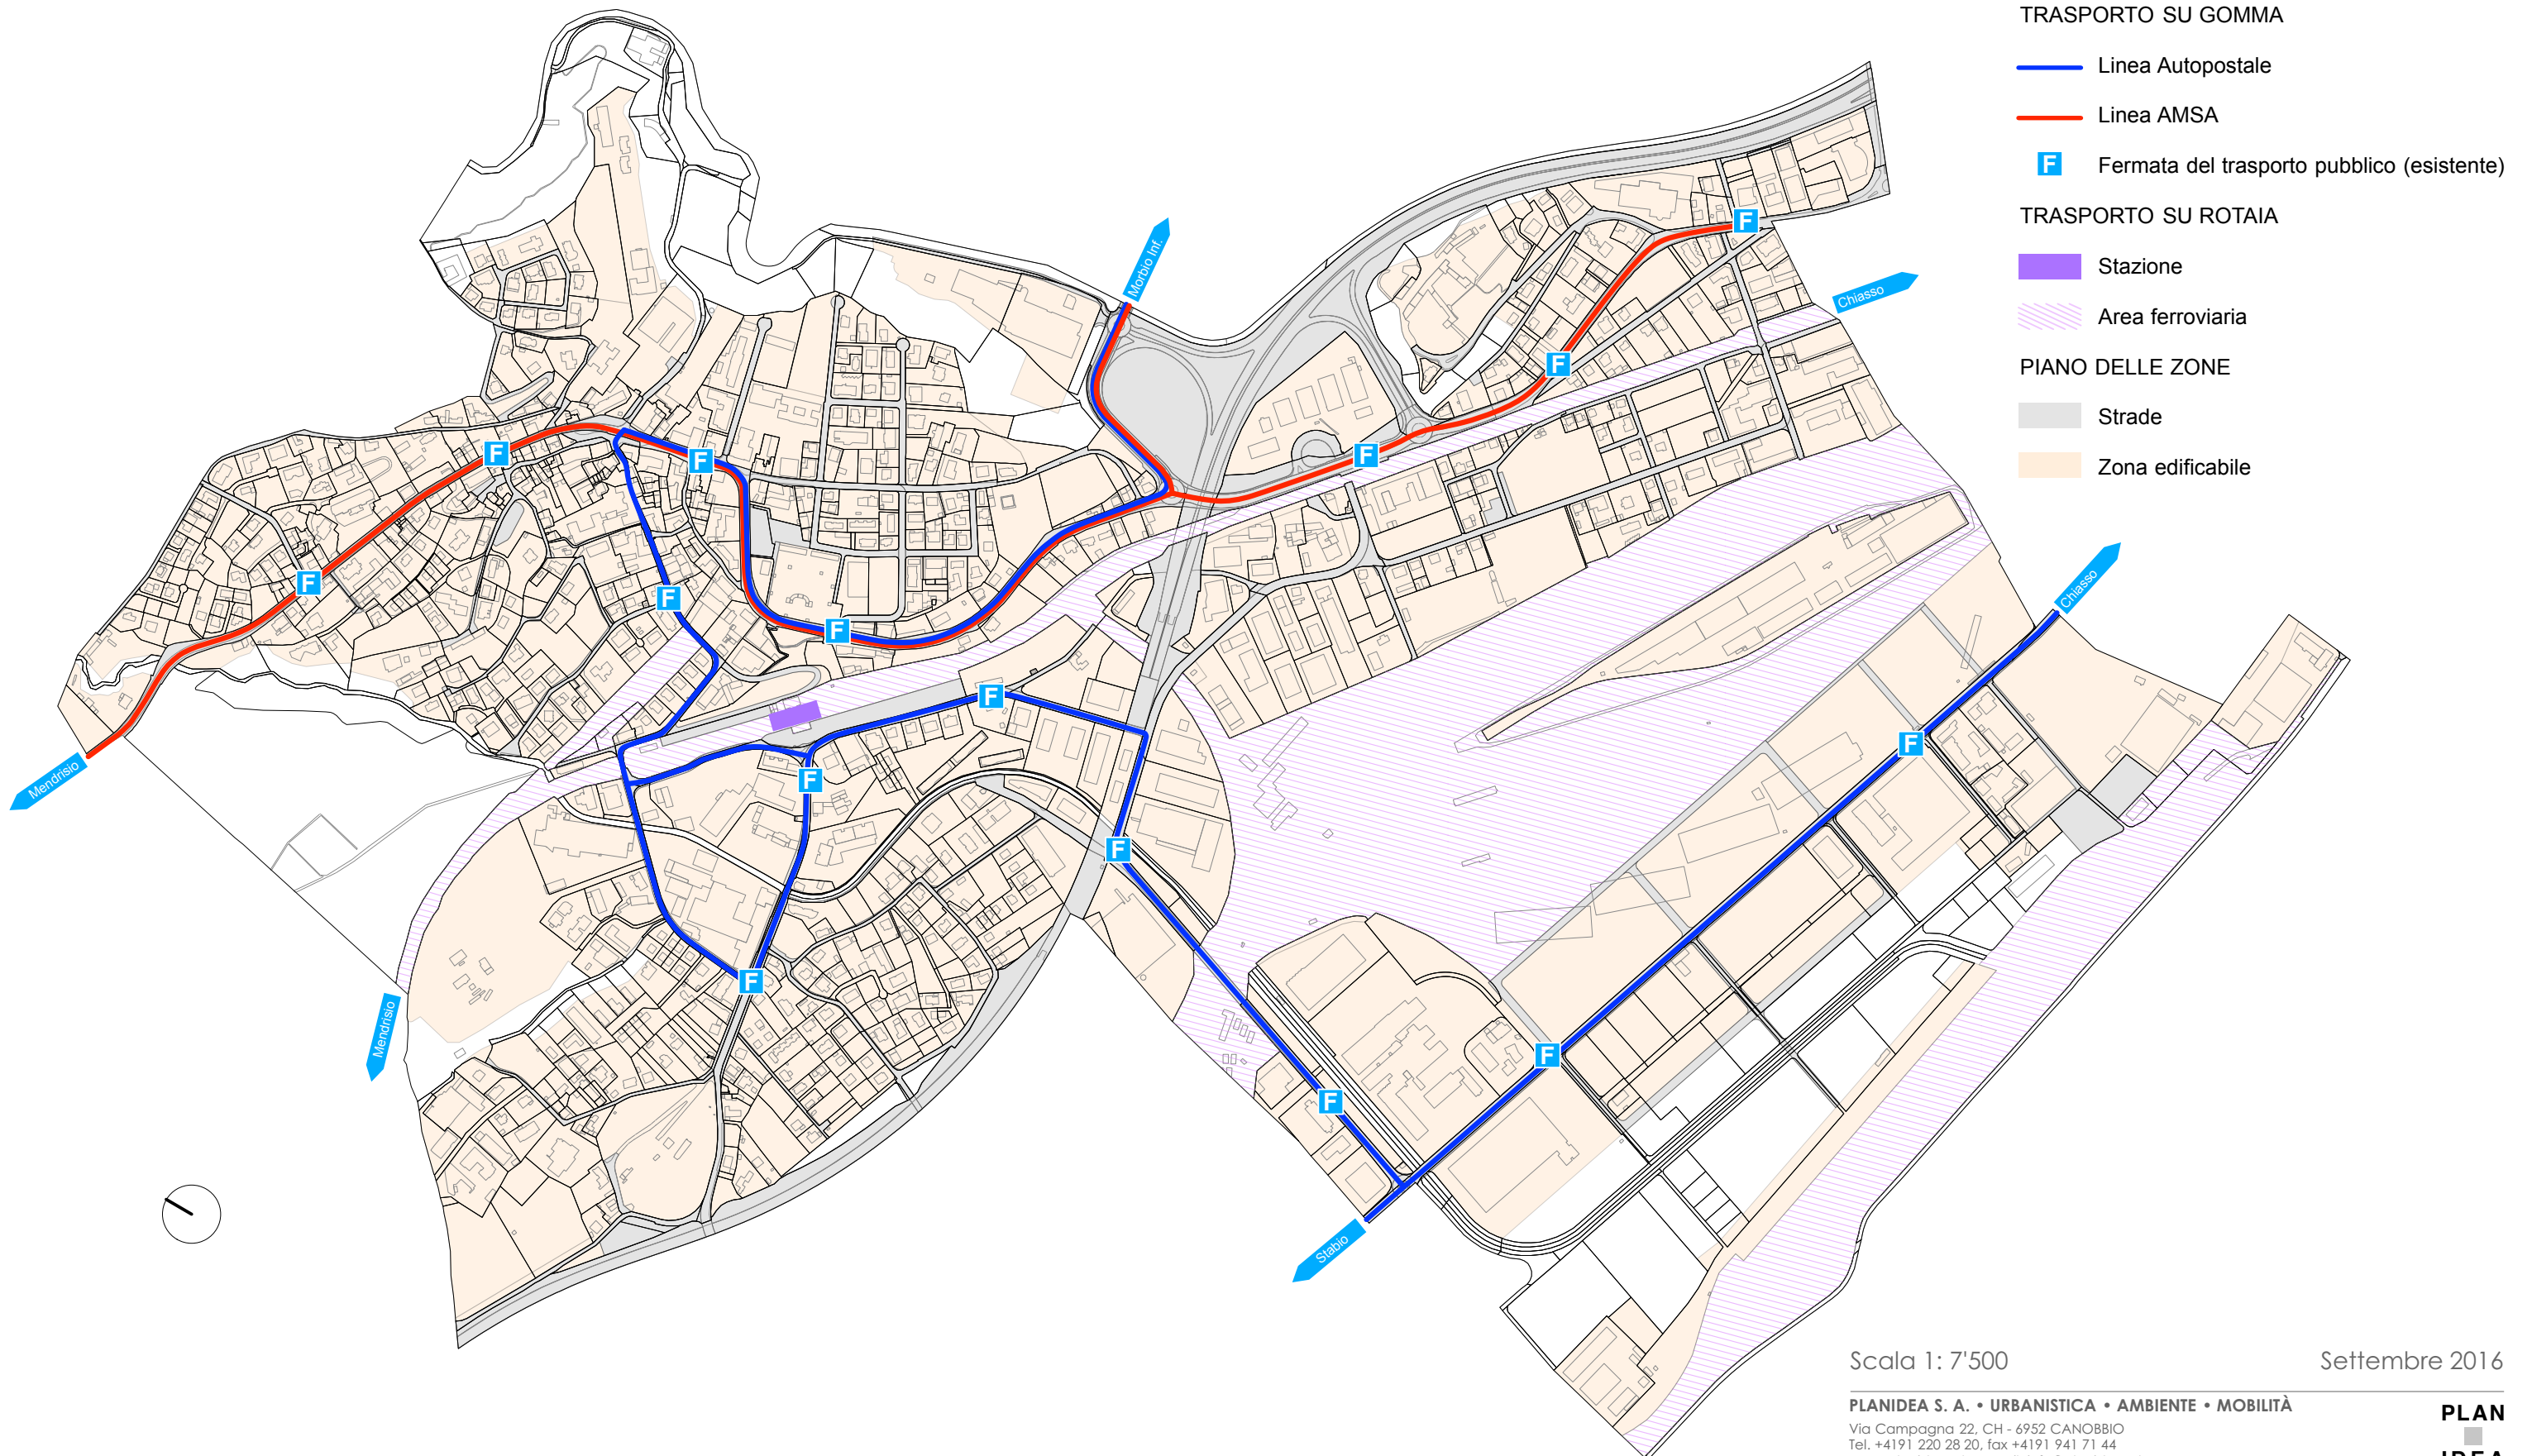 TRASPORTO SU GOMMA
Linea Autopostale
Linea AMSA
F Fermata del trasporto pubblico (esistente)
TRASPORTO SU ROTAIA
Stazione
Area ferroviaria
PIANO DELLE ZONE
Strade
Zona edificabile
Morbio Inf.
Chiasso
F
F
F
F
F
F
F
F
Chiasso
F
F
F
Mendrisio
F
F
F
Mendrisio
F
F
Stabio
Scala 1: 7'500
Settembre 2016
PLANIDEA S. A. • URBANISTICA • AMBIENTE • MOBILITÀ
Via Campagna 22, CH - 6952 CANOBBIO
Tel. +4191 220 28 20, fax +4191 941 71 44
PLAN
IDEA